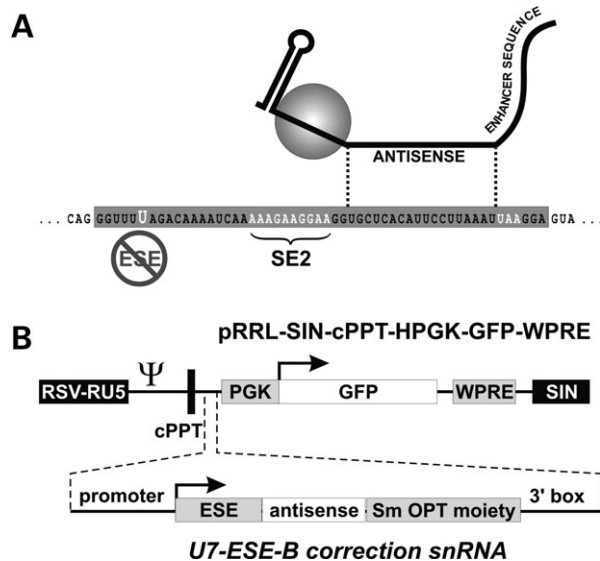 A
ENHANCER SEQUENCE
ANTISENSE
... CAG GGUUUUAGACAAAAUCAAAAAGAAGGAAGGUGCUCACAUUCCUUAAAUUAAGGA GUA ...
ESE
SE2
B
pRRL-SIN-cPPT-HPGK-GFP-WPRE
RSV-RU5 Ψ PGK GFP WPRE SIN
cPPT
promoter ESE antisense Sm OPT moiety 3' box
U7-ESE-B correction snRNA